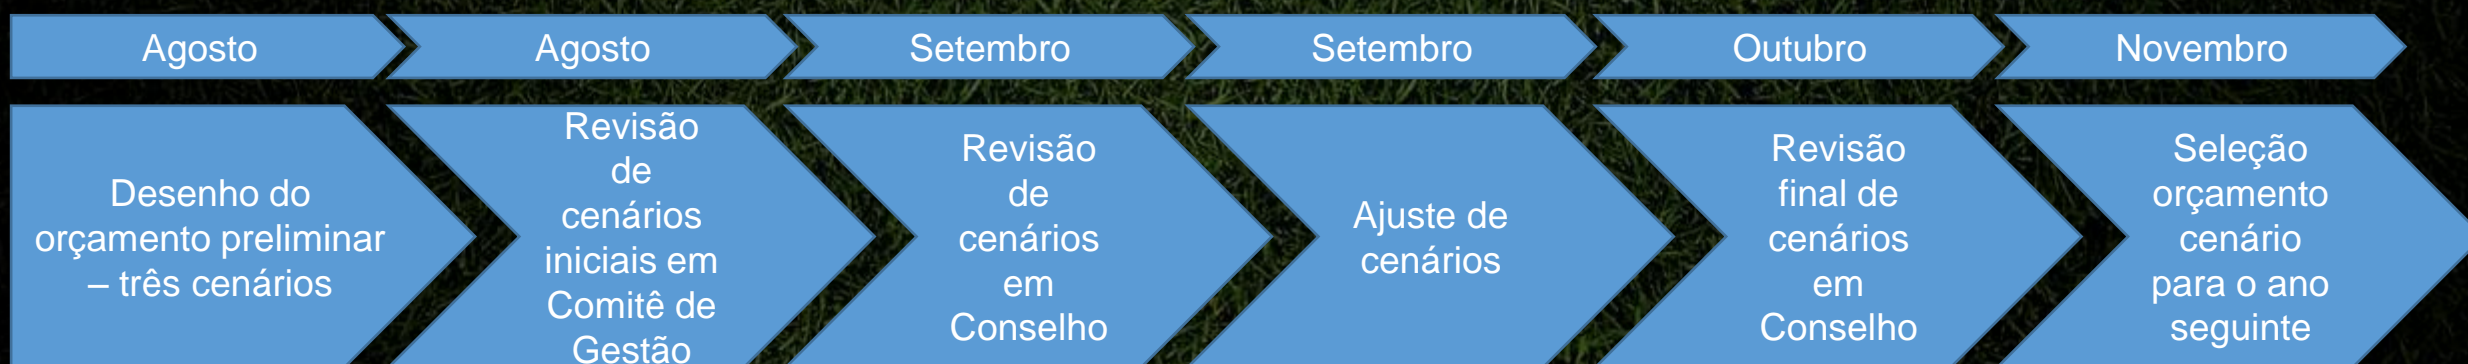 Agosto
Agosto
Setembro
Setembro
Outubro
Novembro
Desenho do
orçamento preliminar
– três cenários
Revisão
de
cenários
iniciais em
Comitê de
Gestão
Revisão
de
cenários
em
Conselho
Ajuste de
cenários
Revisão
final de
cenários
em
Conselho
Seleção
orçamento
cenário
para o ano
seguinte